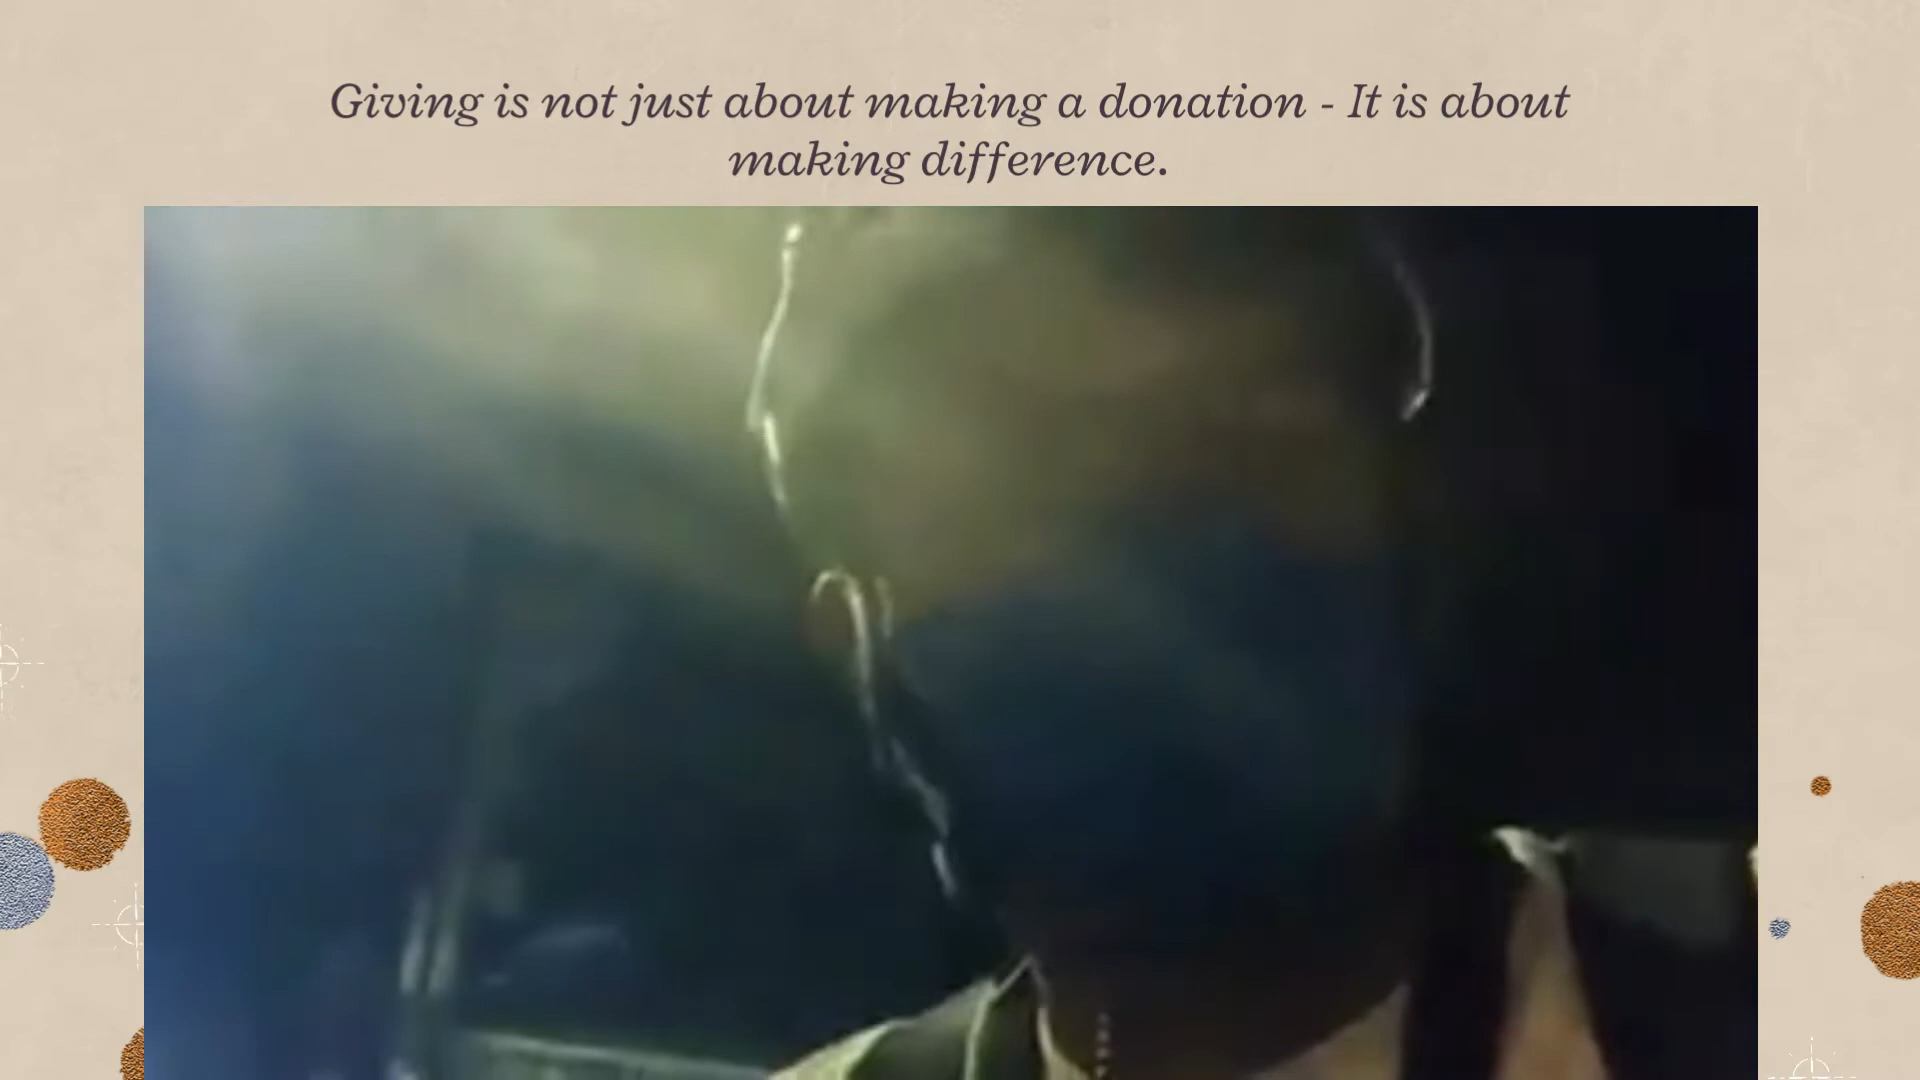 Giving is not just about making a donation - It is about
making difference.